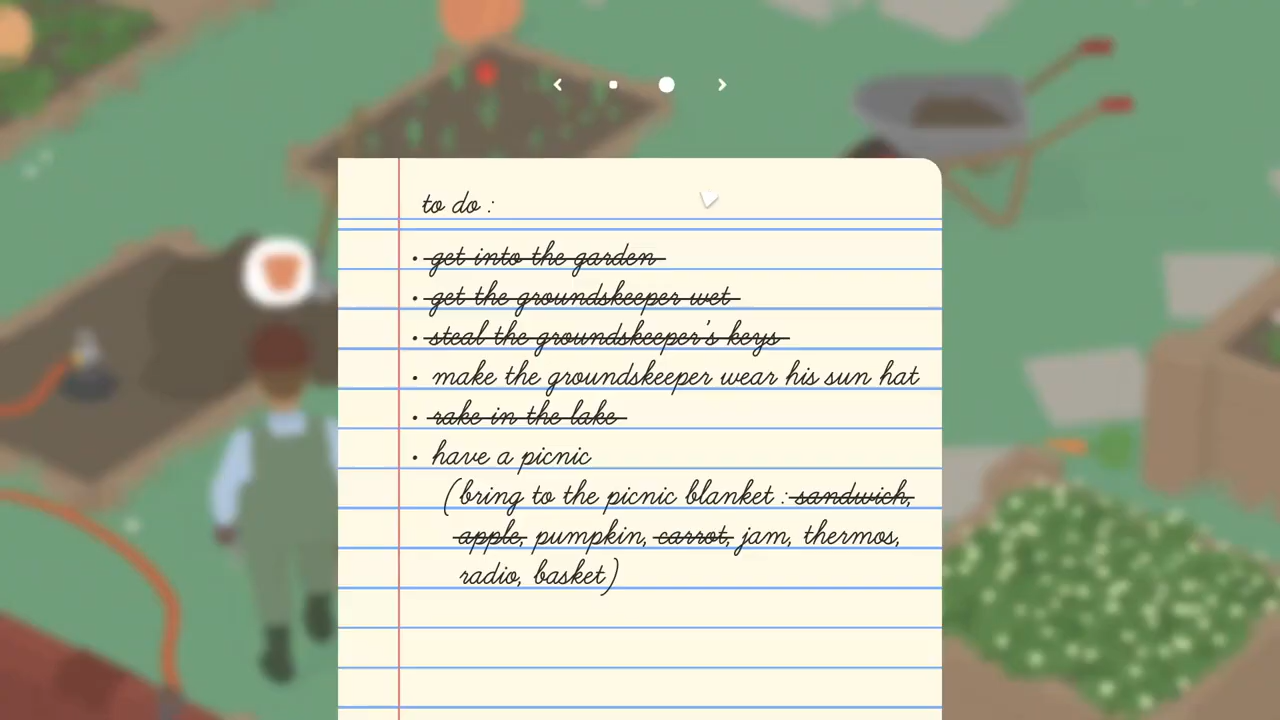 to do :
• get into the garden
• get the groundskeeper wet
• steal the groundskeeper's keys
• make the groundskeeper wear his sun hat
• rake in the lake
• have a picnic
(bring to the picnic blanket : sandwich,
apple, pumpkin, carrot, jam, thermos,
radio, basket)